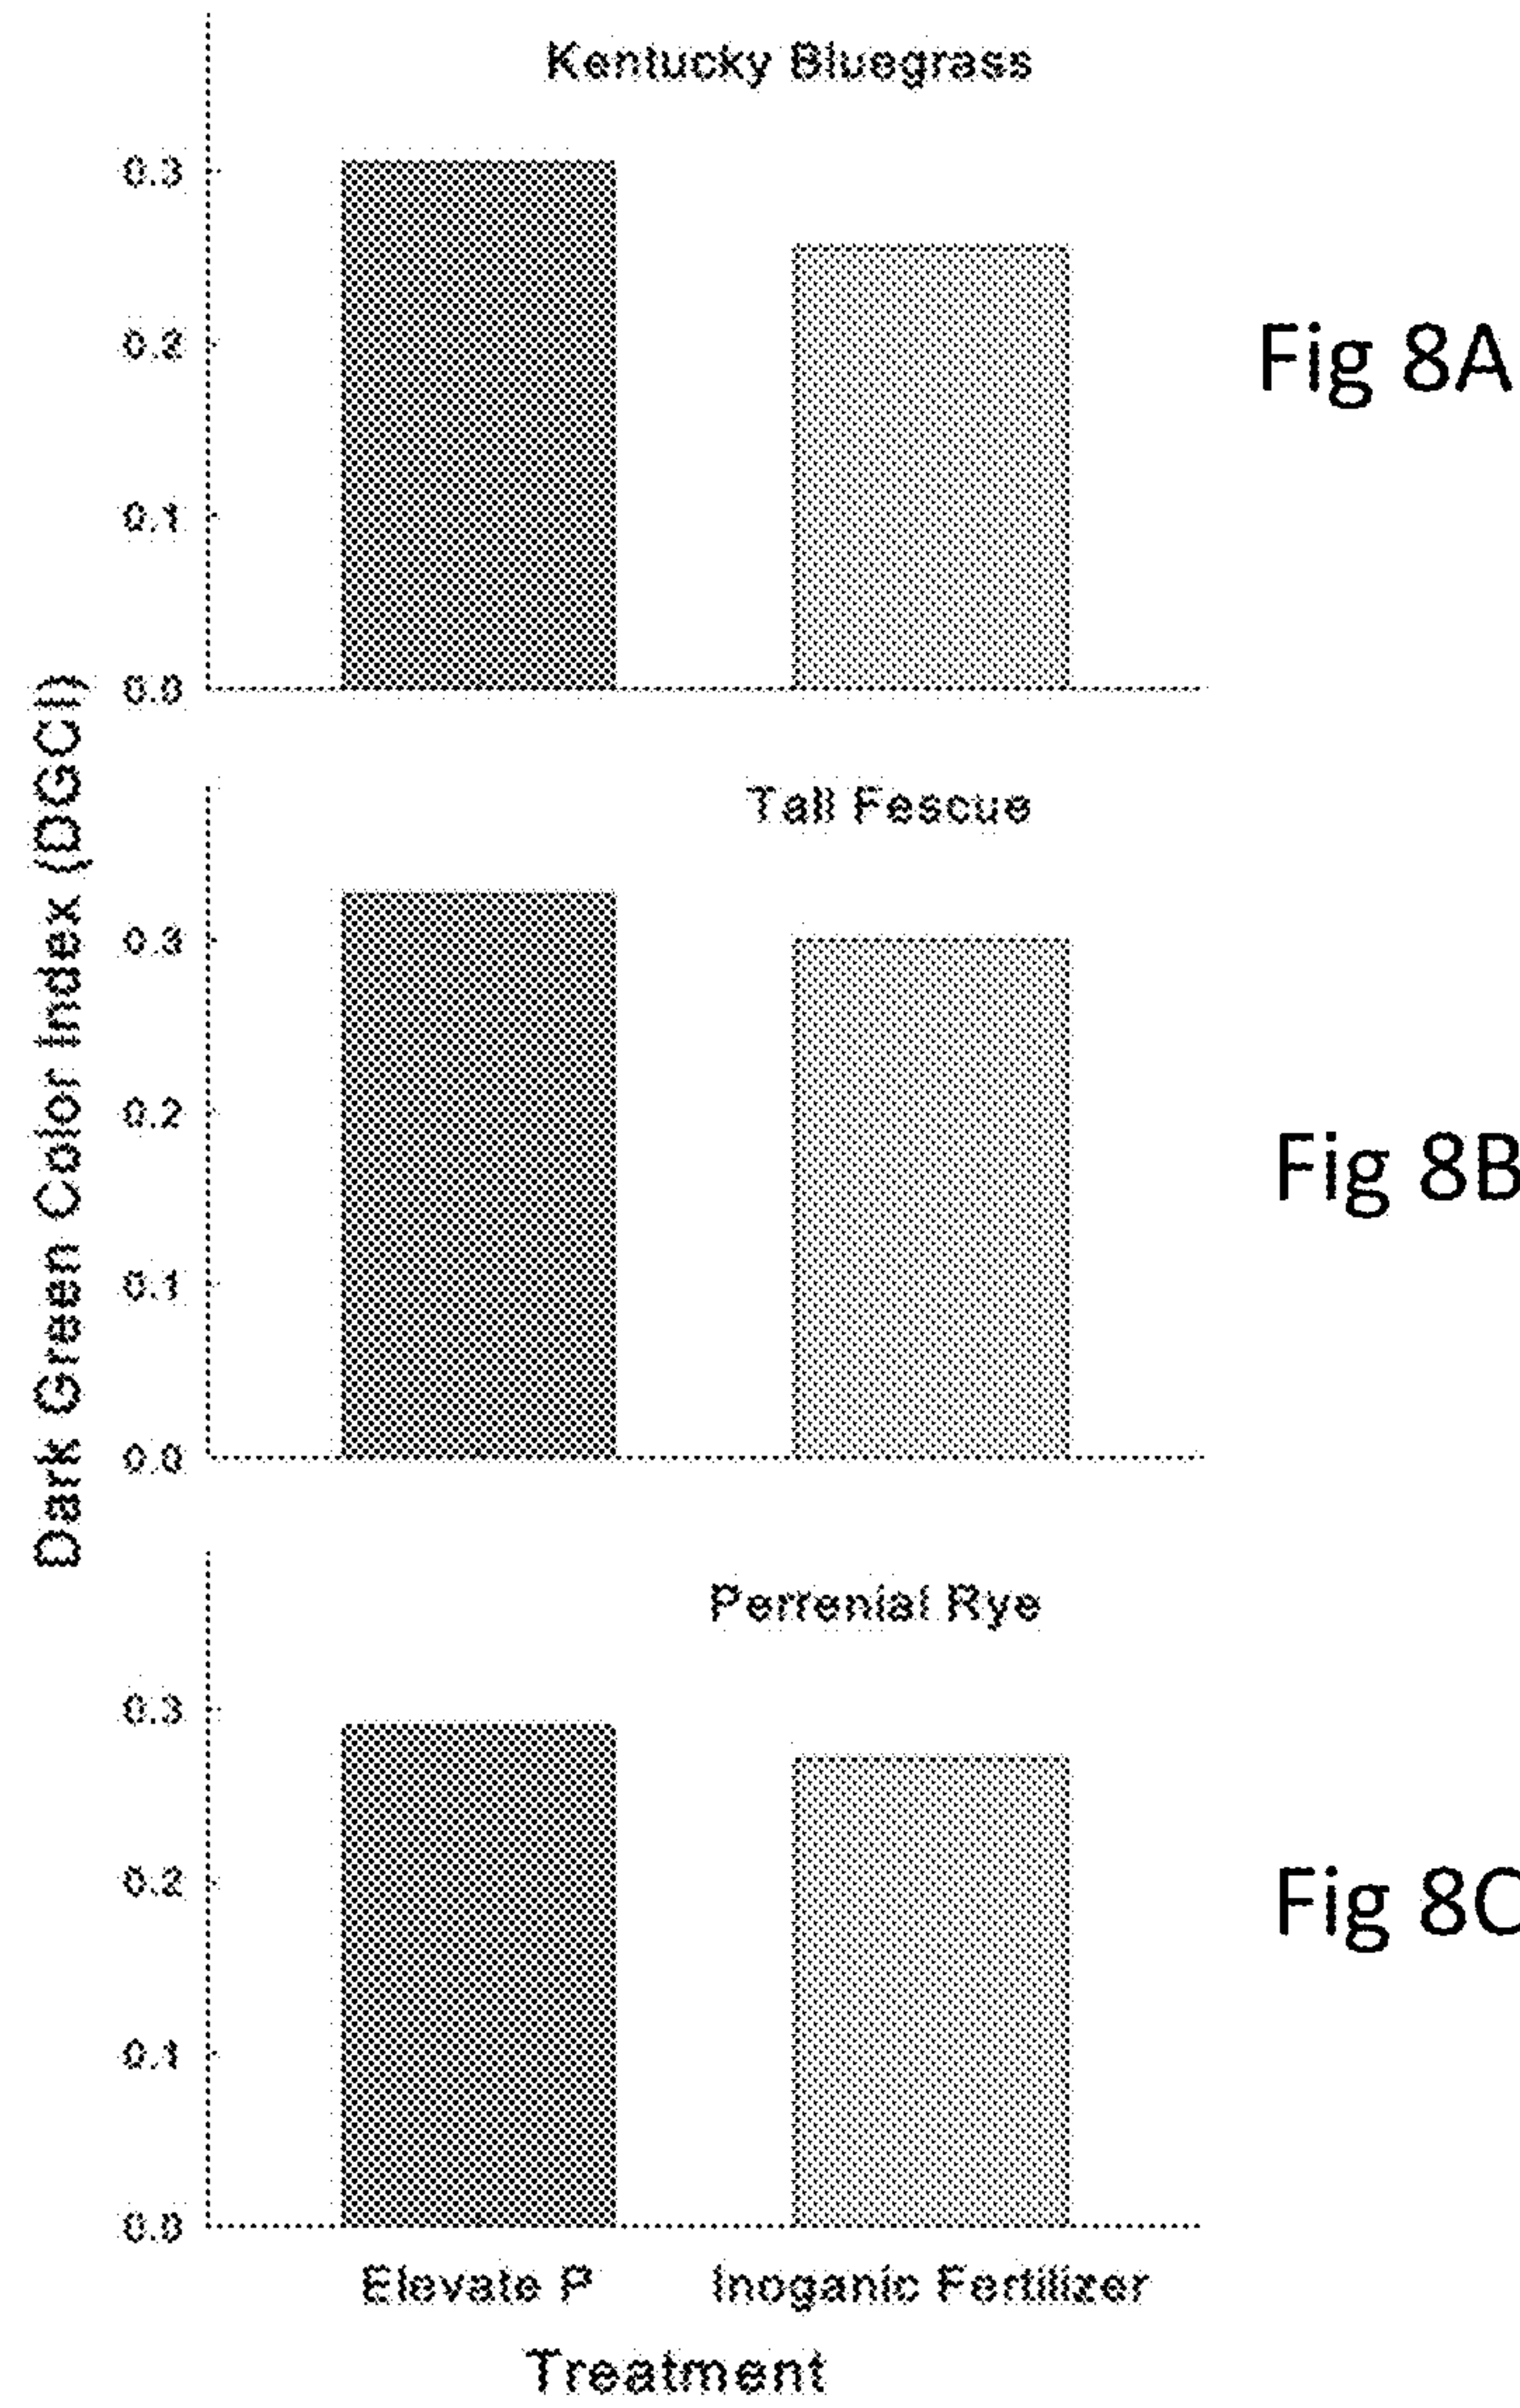 Kentucky Bluegrass
0.3
0.2
Fig 8A
0.1
0.0
Dark Green Color Index (DGCI)
Tall Fescue
0.3
0.2
Fig 8B
0.1
0.0
Perrenial Rye
0.3
0.2
Fig 8C
0.1
0.0
Elevate P Inoganic Fertilizer
Treatment